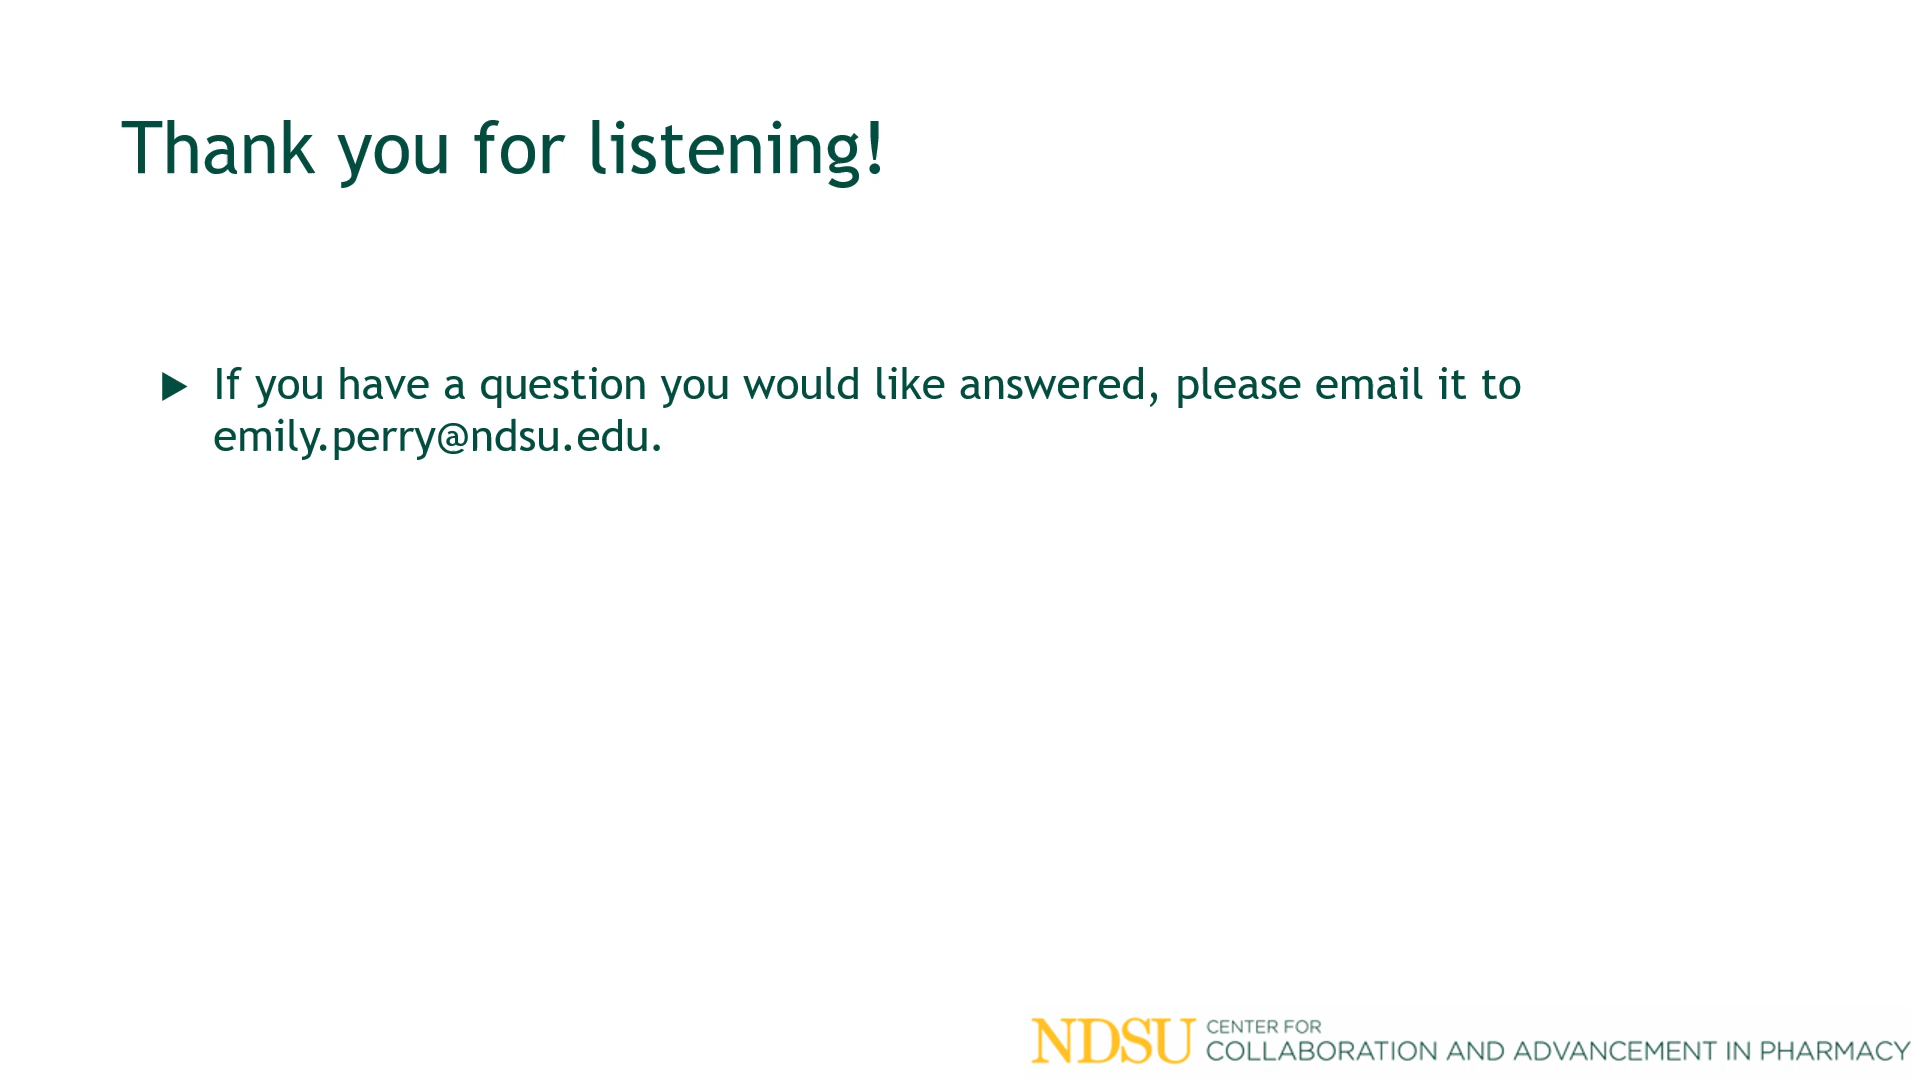 Thank you for listening!
▶ If you have a question you would like answered, please email it to
emily.perry@ndsu.edu.
NDSU CENTER FOR
COLLABORATION AND ADVANCEMENT IN PHARMACY